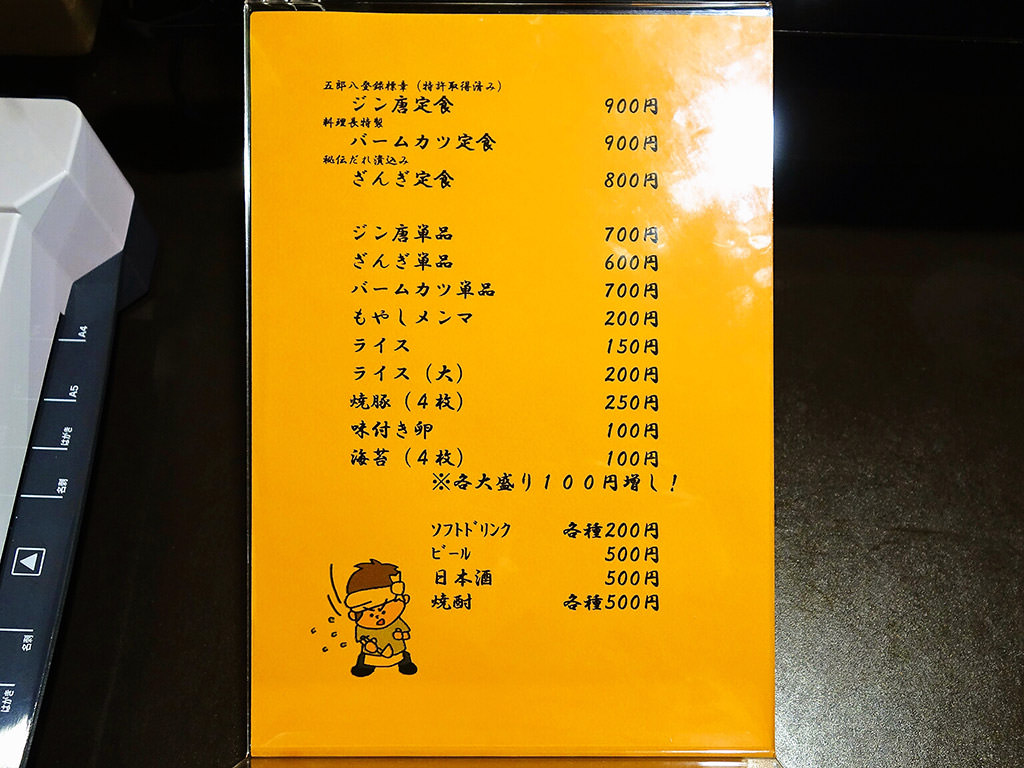 五郎八登録標章（特許取得済み）
ジン唐定食 900円
料理長特製
バームカツ定食 900円
秘伝だれ漬込み
ざんぎ定食 800円
ジン唐単品 700円
ざんぎ単品 600円
バームカツ単品 700円
もやしメンマ 200円
ライス 150円
ライス（大） 200円
焼豚（４枚） 250円
味付き卵 100円
海苔（４枚） 100円
※各大盛り１００円増し！
ｿﾌﾄﾄﾞﾘﾝｸ 各種200円
ﾋﾞｰﾙ 500円
日本酒 500円
焼酎 各種500円
A4
A5
はがき
名刺
名刺
はがき